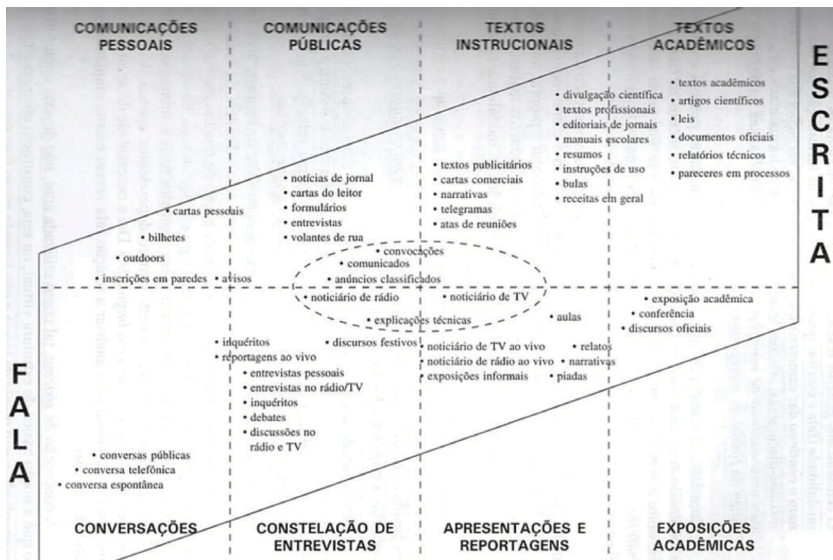 COMUNICAÇÕES
PESSOAIS
COMUNICAÇÕES
PÚBLICAS
TEXTOS
INSTRUCIONAIS
TEXTOS
ACADÊMICOS
ESCRITA
• cartas pessoais
• bilhetes
• outdoors
• inscrições em paredes
• avisos
• notícias de jornal
• cartas do leitor
• formulários
• entrevistas
• volantes de rua
• convocações
• comunicados
• anúncios classificados
• noticiário de rádio
• noticiário de TV
• explicações técnicas
• textos publicitários
• cartas comerciais
• narrativas
• telegramas
• atas de reuniões
• divulgação científica
• textos profissionais
• editoriais de jornais
• manuais escolares
• resumos
• instruções de uso
• bulas
• receitas em geral
• textos acadêmicos
• artigos científicos
• leis
• documentos oficiais
• relatórios técnicos
• pareceres em processos
• exposição acadêmica
• conferência
• discursos oficiais
• aulas
• inquéritos
• reportagens ao vivo
• entrevistas pessoais
• entrevistas no rádio/TV
• inquéritos
• debates
• discussões no
rádio e TV
• discursos festivos
• noticiário de TV ao vivo
• noticiário de rádio ao vivo
• exposições informais
• relatos
• narrativas
• piadas
FALA
• conversas públicas
• conversa telefônica
• conversa espontânea
CONVERSAÇÕES
CONSTELAÇÃO DE
ENTREVISTAS
APRESENTAÇÕES E
REPORTAGENS
EXPOSIÇÕES
ACADÊMICAS